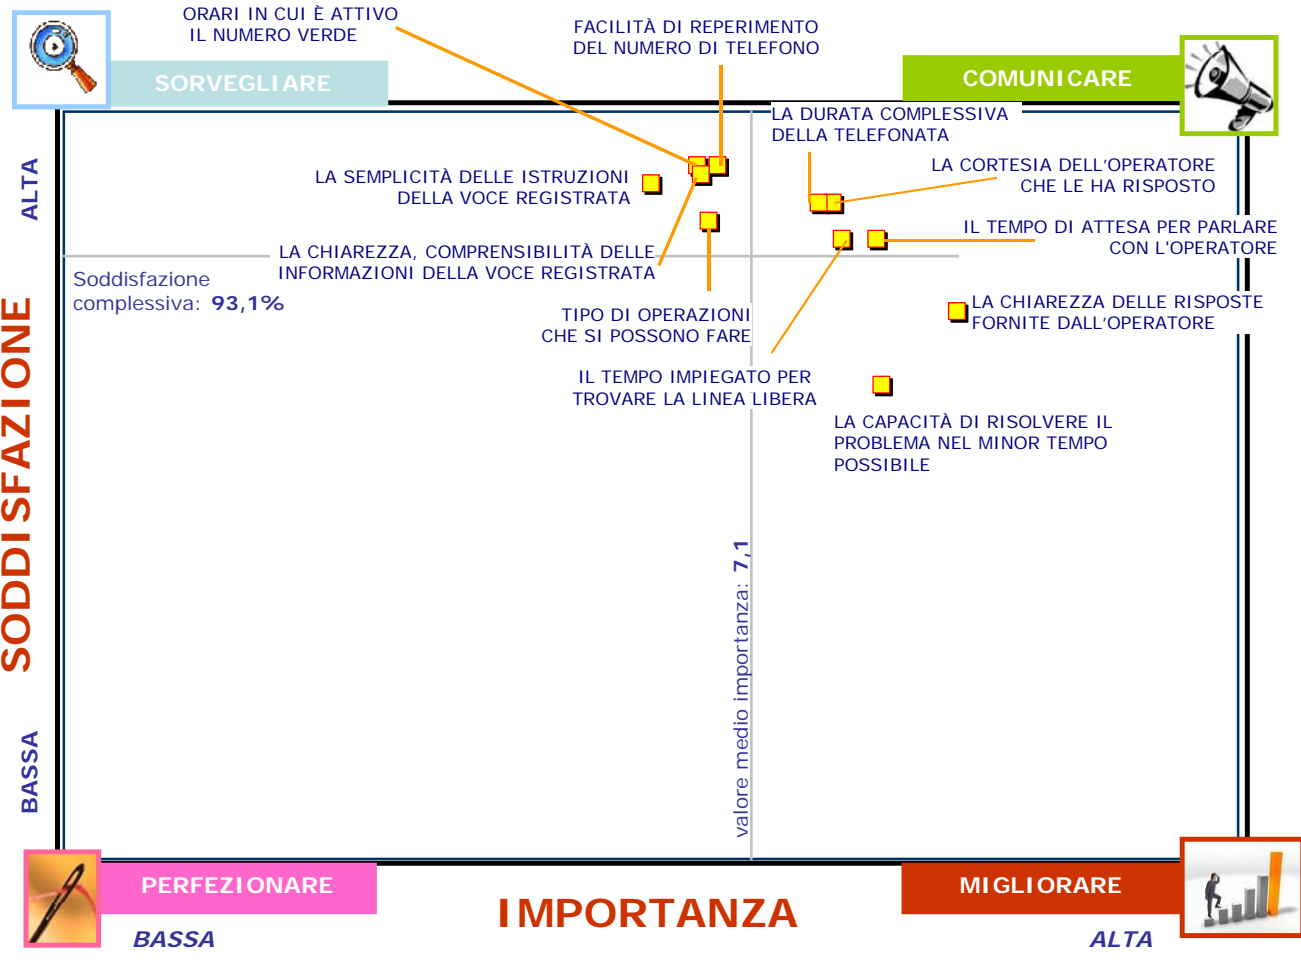 ORARI IN CUI È ATTIVO
IL NUMERO VERDE
FACILITÀ DI REPERIMENTO
DEL NUMERO DI TELEFONO
SORVEGLIARE
COMUNICARE
LA DURATA COMPLESSIVA
DELLA TELEFONATA
LA CORTESIA DELL'OPERATORE
CHE LE HA RISPOSTO
LA SEMPLICITÀ DELLE ISTRUZIONI
DELLA VOCE REGISTRATA
IL TEMPO DI ATTESA PER PARLARE
CON L'OPERATORE
LA CHIAREZZA, COMPRENSIBILITÀ DELLE
INFORMAZIONI DELLA VOCE REGISTRATA
Soddisfazione
complessiva: 93,1%
LA CHIAREZZA DELLE RISPOSTE
FORNITE DALL'OPERATORE
TIPO DI OPERAZIONI
CHE SI POSSONO FARE
IL TEMPO IMPIEGATO PER
TROVARE LA LINEA LIBERA
LA CAPACITÀ DI RISOLVERE IL
PROBLEMA NEL MINOR TEMPO
POSSIBILE
ALTA
SODDISFAZIONE
BASSA
valore medio importanza: 7,1
PERFEZIONARE
MIGLIORARE
IMPORTANZA
BASSA
ALTA